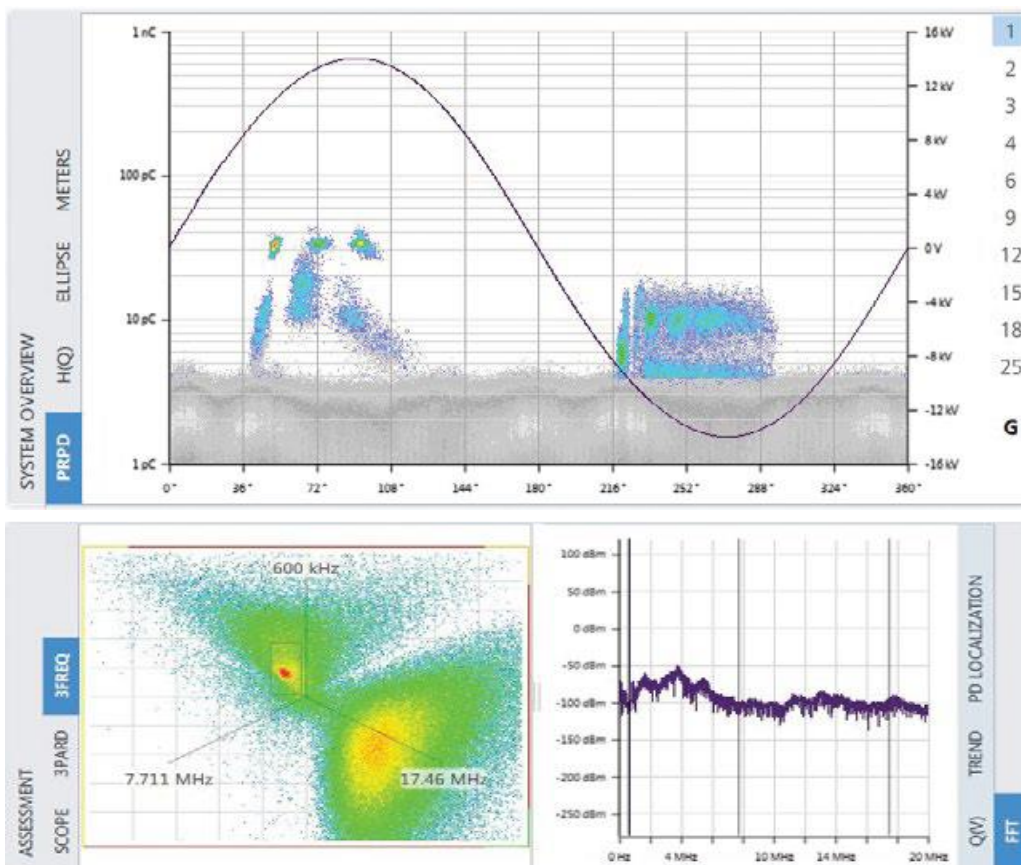 SYSTEM OVERVIEW
PRPD
H(Q)
ELLIPSE
METERS
1 nC
100 pC
10 pC
1 pC
16 kV
12 kV
8 kV
4 kV
0 V
-4 kV
-8 kV
-12 kV
-16 kV
0° 36° 72° 108° 144° 180° 216° 252° 288° 324° 360°
1
2
3
4
6
9
12
15
18
25
G
ASSESSMENT
SCOPE
3PARD
3FREQ
600 kHz
7.711 MHz
17.46 MHz
100 dBm
50 dBm
0 dBm
-50 dBm
-100 dBm
-150 dBm
-200 dBm
-250 dBm
0 Hz 4 MHz 10 MHz 14 MHz 20 MHz
Q(V)
TREND
PD LOCALIZATION
FFT